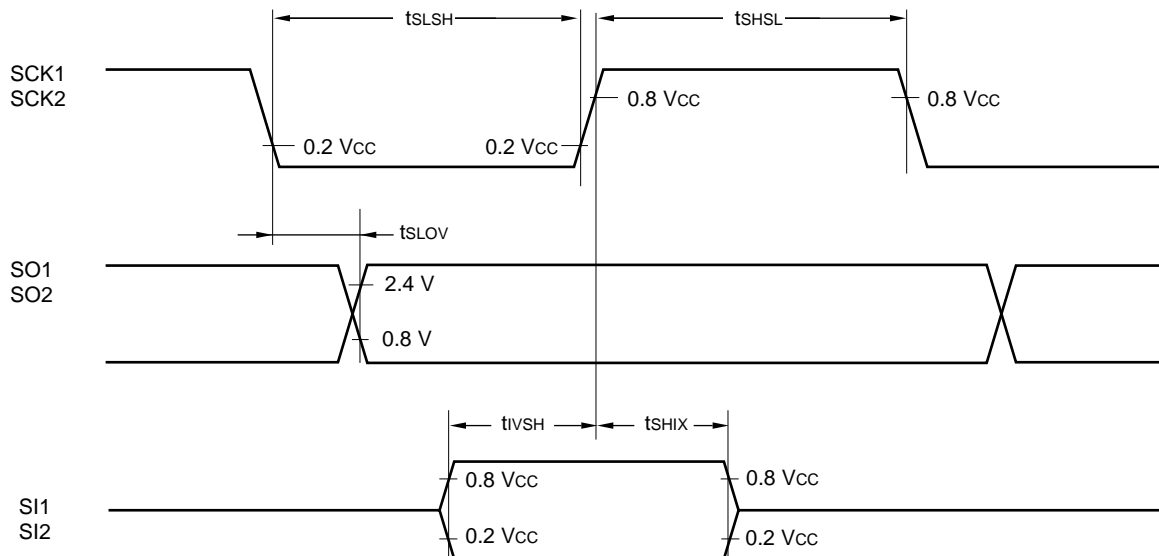 tSLSH
tSHSL
SCK1
SCK2
0.8 VCC
0.8 VCC
0.2 VCC
0.2 VCC
tSLOV
SO1
SO2
2.4 V
0.8 V
tIVSH
tSHIX
0.8 VCC
0.8 VCC
SI1
SI2
0.2 VCC
0.2 VCC